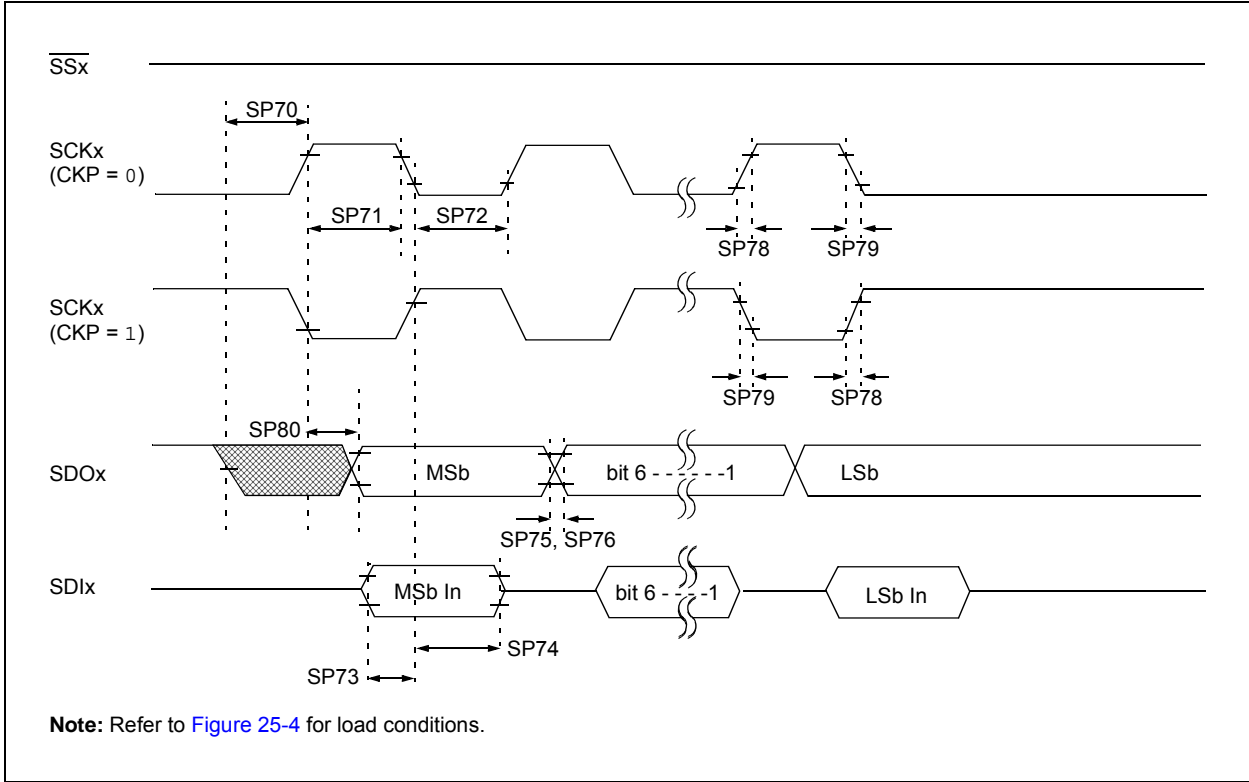 SSx
SP70
SCKx
(CKP = 0)
SP71
SP72
SP78
SP79
SCKx
(CKP = 1)
SP79
SP78
SP80
SDOx
MSb
bit 6 - - - - - -1
LSb
SP75, SP76
SDIx
MSb In
bit 6 - - - - -1
LSb In
SP74
SP73
Note: Refer to Figure 25-4 for load conditions.